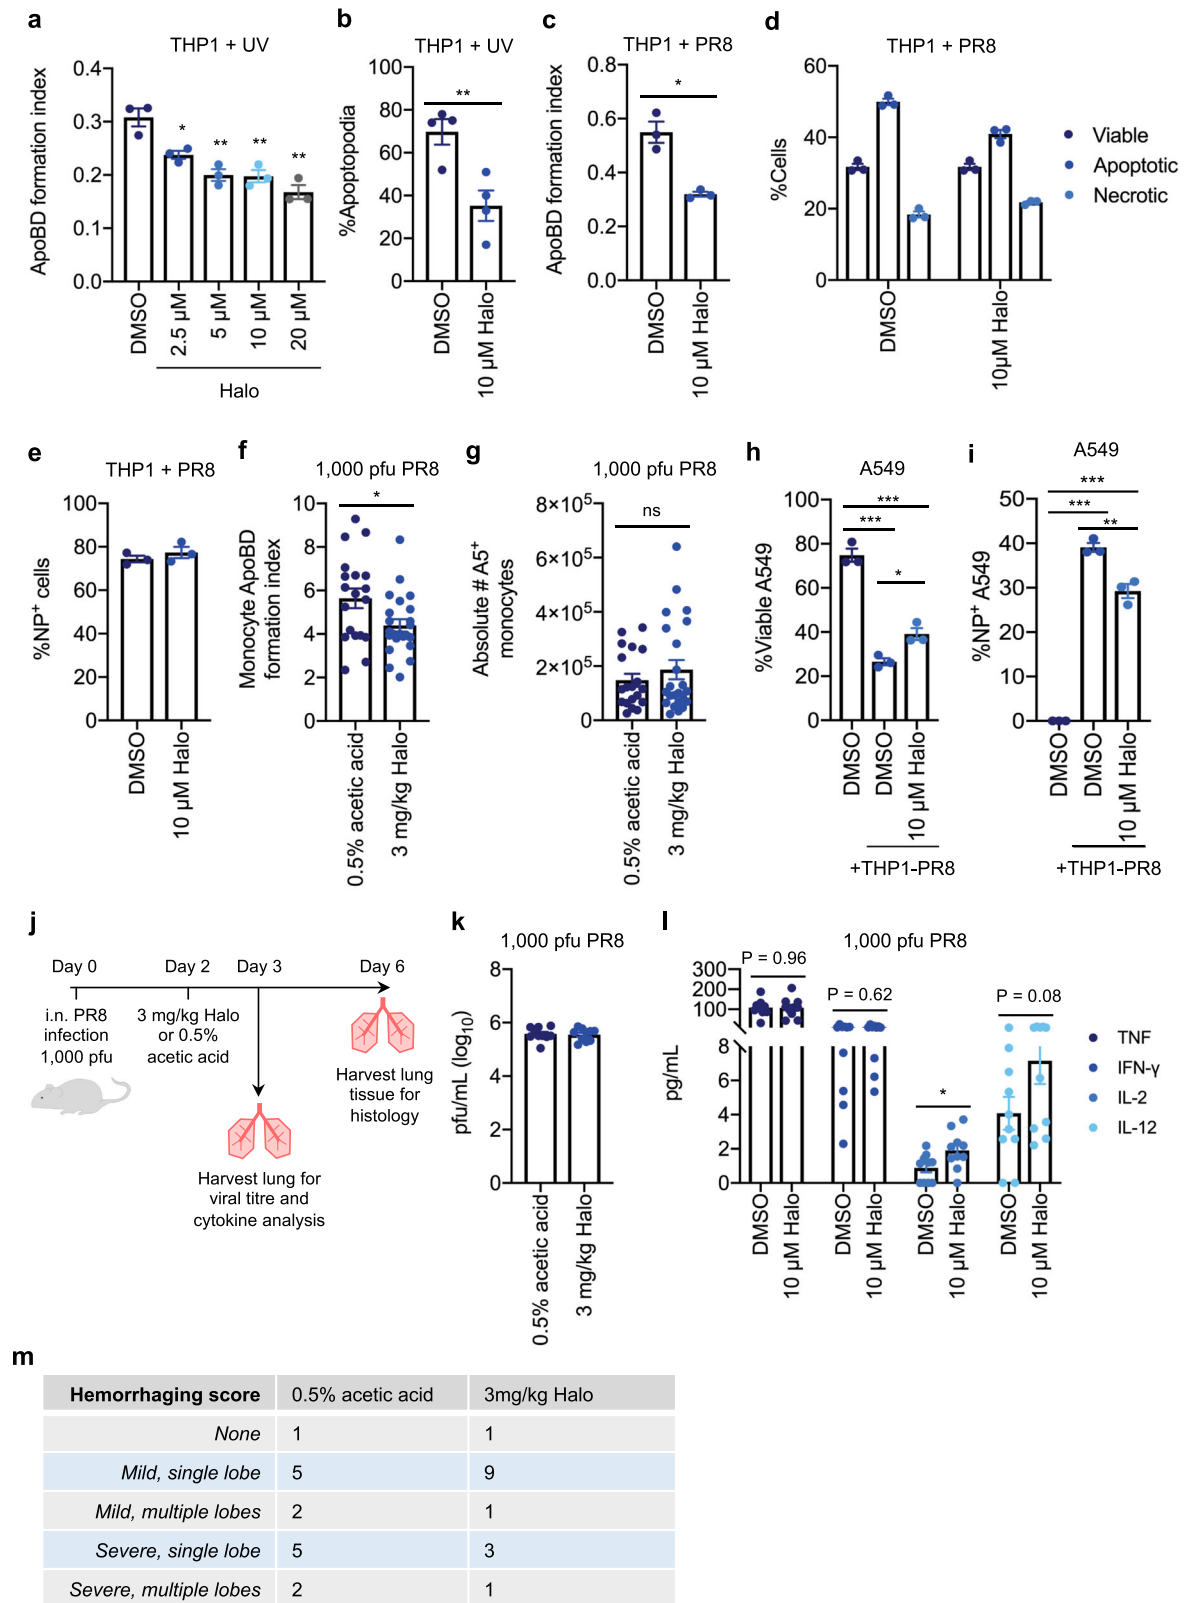 a
THP1 + UV
ApoBD formation index
0.4
0.3
0.2
0.1
0.0
*
**
**
**
DMSO
2.5 µM
5 µM
10 µM
20 µM
Halo
b
THP1 + UV
%Apoptopodia
100
80
60
40
20
0
**
DMSO
10 µM Halo
c
THP1 + PR8
ApoBD formation index
0.8
0.6
0.4
0.2
0.0
*
DMSO
10 µM Halo
d
THP1 + PR8
%Cells
60
40
20
0
DMSO
10µM Halo
Viable
Apoptotic
Necrotic
e
THP1 + PR8
%NP⁺ cells
100
80
60
40
20
0
DMSO
10 µM Halo
f
1,000 pfu PR8
Monocyte ApoBD
formation index
10
8
6
4
2
0
*
0.5% acetic acid
3 mg/kg Halo
g
1,000 pfu PR8
Absolute # A5⁺
monocytes
8×10⁵
6×10⁵
4×10⁵
2×10⁵
0
ns
0.5% acetic acid
3 mg/kg Halo
h
A549
%Viable A549
100
80
60
40
20
0
***
***
*
DMSO
DMSO
10 µM Halo
+THP1-PR8
i
A549
%NP⁺ A549
50
40
30
20
10
0
***
***
**
DMSO
DMSO
10 µM Halo
+THP1-PR8
j
Day 0
Day 2
Day 3
Day 6
i.n. PR8
infection
1,000 pfu
3 mg/kg Halo
or 0.5%
acetic acid
Harvest lung
tissue for
histology
Harvest lung for
viral titre and
cytokine analysis
k
1,000 pfu PR8
pfu/mL (log₁₀)
8
6
4
2
0
0.5% acetic acid
3 mg/kg Halo
l
1,000 pfu PR8
pg/mL
300
200
100
8
6
4
2
0
P = 0.96
P = 0.62
*
P = 0.08
DMSO
10 µM Halo
DMSO
10 µM Halo
DMSO
10 µM Halo
DMSO
10 µM Halo
TNF
IFN-γ
IL-2
IL-12
m
Hemorrhaging score 0.5% acetic acid 3mg/kg Halo
None 1 1
Mild, single lobe 5 9
Mild, multiple lobes 2 1
Severe, single lobe 5 3
Severe, multiple lobes 2 1